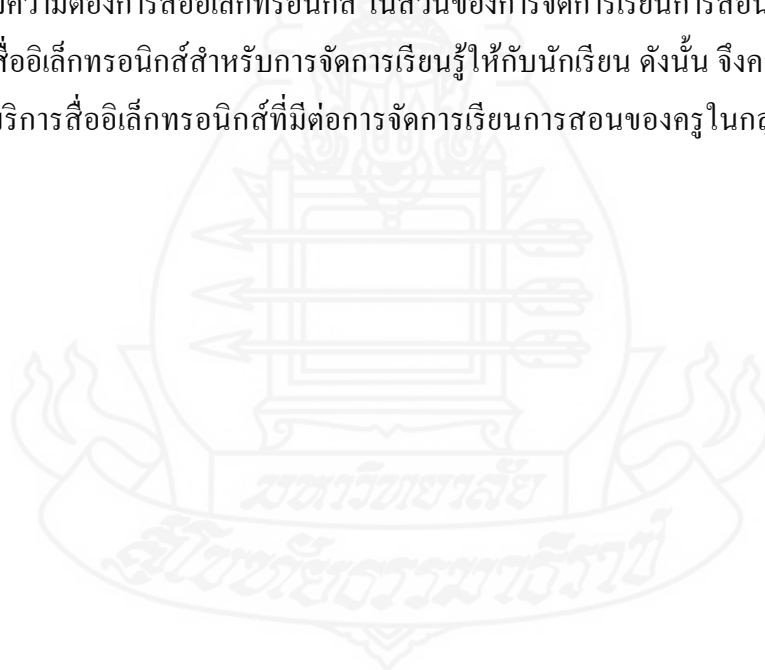 ความต้องการสื่ออิเล็กทรอนิกส์ ในส่วนของการจัดการเรียนการสอน
สื่ออิเล็กทรอนิกส์สำหรับการจัดการเรียนรู้ให้กับนักเรียน ดังนั้น จึงค
บริการสื่ออิเล็กทรอนิกส์ที่มีต่อการจัดการเรียนการสอนของครูในกลุ
มหาวิทยาลัย
สุโขทัยธรรมาธิราช